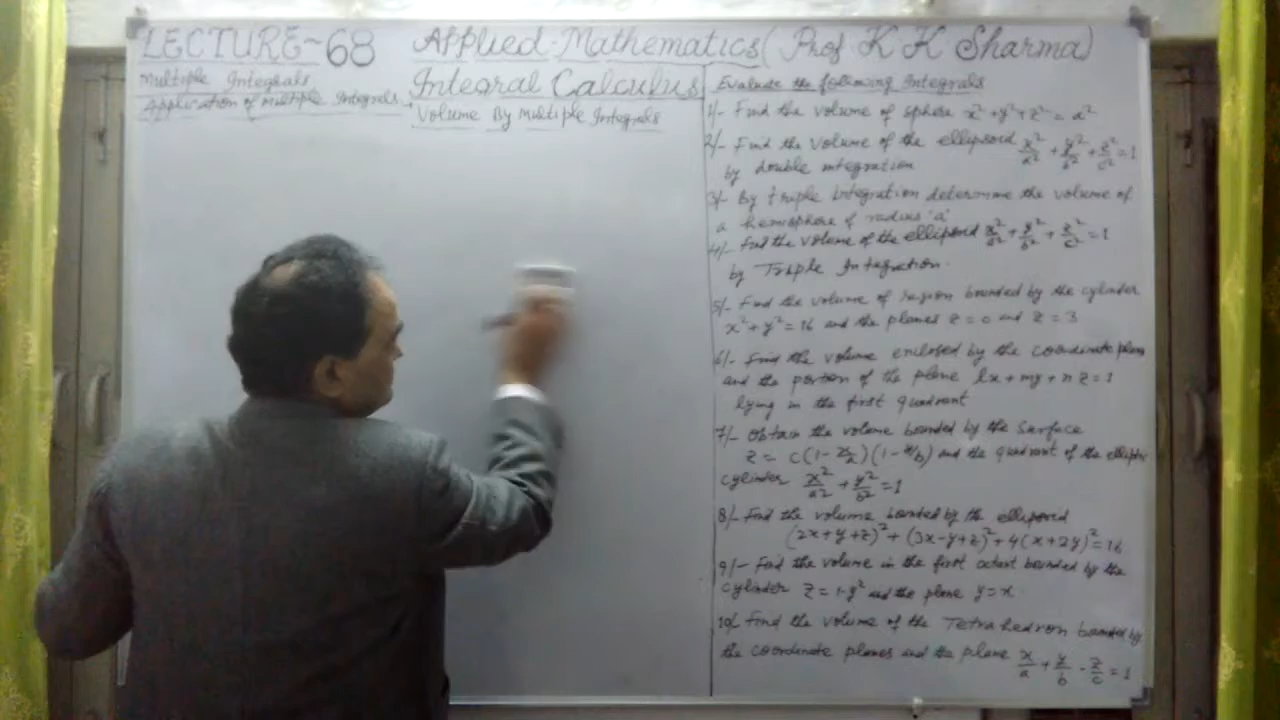 LECTURE-68 Applied Mathematics (Prof K K Sharma)
Multiple Integrals
Application of multiple Integrals
Integral Calculus
Volume By Multiple Integrals
Evaluate the following Integrals
1/- Find the volume of sphere x²+y²+z² = a²
2/- Find the Volume of the ellipsoid x²/a² + y²/b² + z²/c² = 1
by double integration
3/- By triple integration determine the volume of
a hemisphere of radius 'a'
4/- Find the volume of the ellipsoid x²/a² + y²/b² + z²/c² = 1
by Triple Integration.
5/- Find the volume of region bounded by the cylinder
x²+y²=16 and the planes z=0 and z=3
6/- Find the volume enclosed by the coordinate plans
and the portion of the plane lx+my+nz=1
lying in the first quadrant
7/- Obtain the volume bounded by the Surface
z = c(1-x/a)(1-y/b) and the quadrant of the elliptic
cylinder x²/a² + y²/b² = 1
8/- Find the volume bounded by the ellipsoid
(2x+y+z)²+(3x-y+z)²+4(x+2y)²=16
9/- Find the volume in the first octant bounded by the
cylinder z=1-y² and the plane y=x
10/- Find the volume of the Tetrahedron bounded by
the coordinate planes and the plane x/a + y/b - z/c = 1